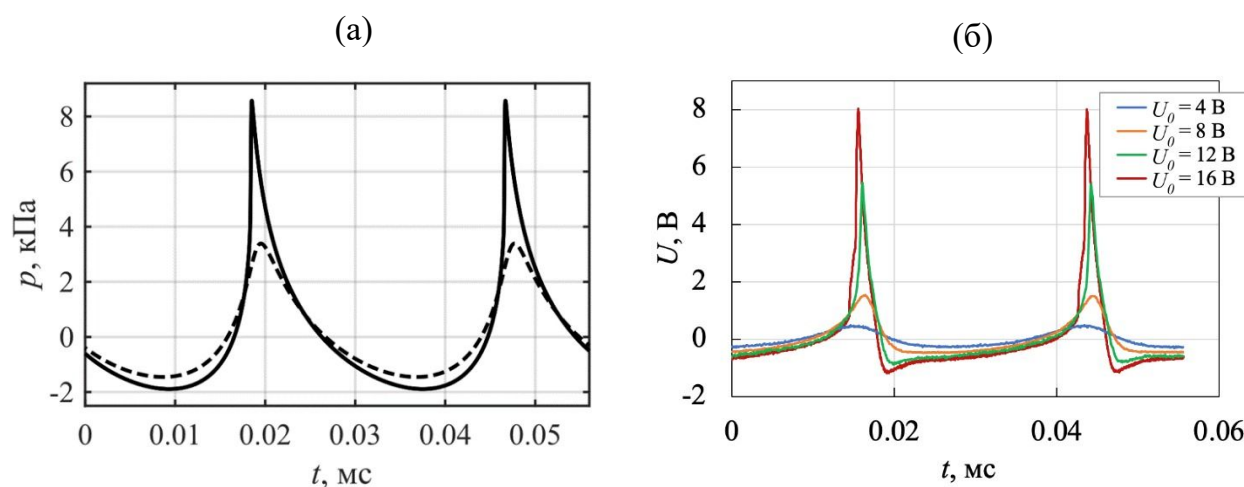 (а)
(б)
8
6
4
2
0
-2
p, кПа
0
0.01
0.02
0.03
0.04
0.05
t, мс
8
6
4
2
0
-2
U, В
0
0.02
0.04
0.06
t, мс
U₀ = 4 В
U₀ = 8 В
U₀ = 12 В
U₀ = 16 В